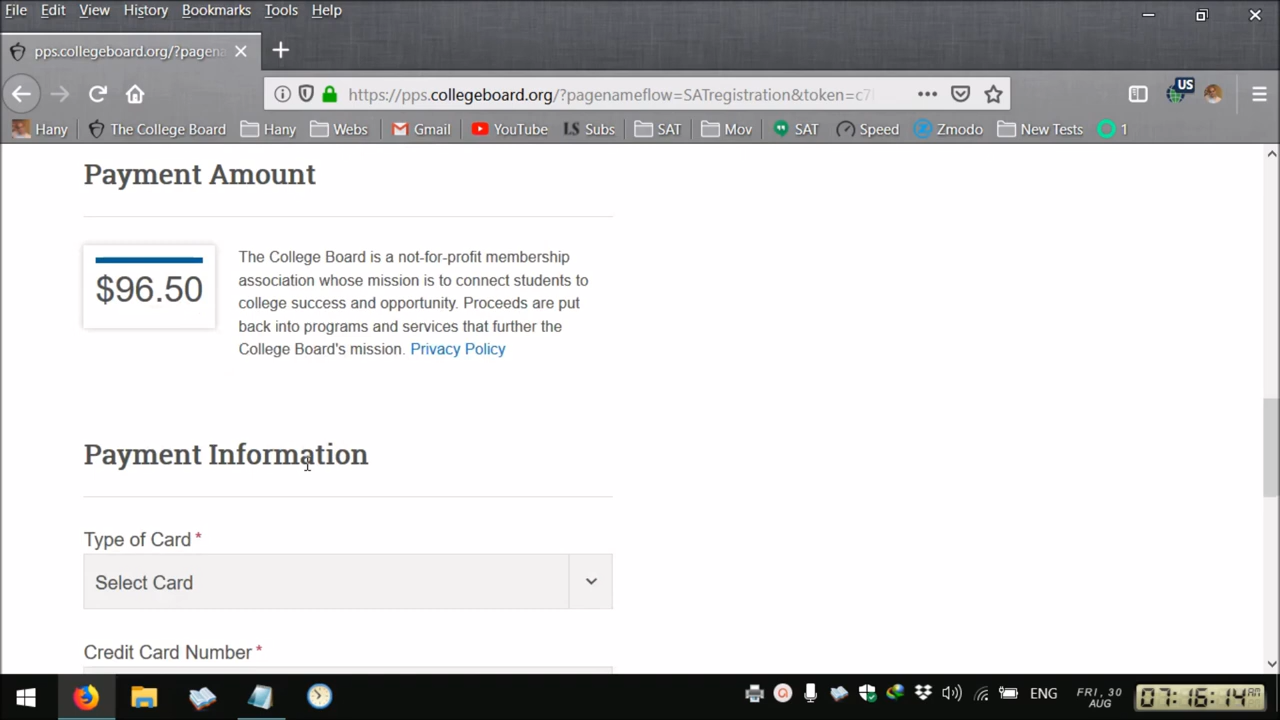 File Edit View History Bookmarks Tools Help
pps.collegeboard.org/?pagena
https://pps.collegeboard.org/?pagenameflow=SATregistration&token=c7
US
Hany The College Board Hany Webs Gmail YouTube LS Subs SAT Mov SAT Speed Zmodo New Tests 1
Payment Amount
$96.50
The College Board is a not-for-profit membership
association whose mission is to connect students to
college success and opportunity. Proceeds are put
back into programs and services that further the
College Board's mission. Privacy Policy
Payment Information
Type of Card *
Select Card
Credit Card Number *
ENG
FRI, 30
AUG
07:16:14 AM